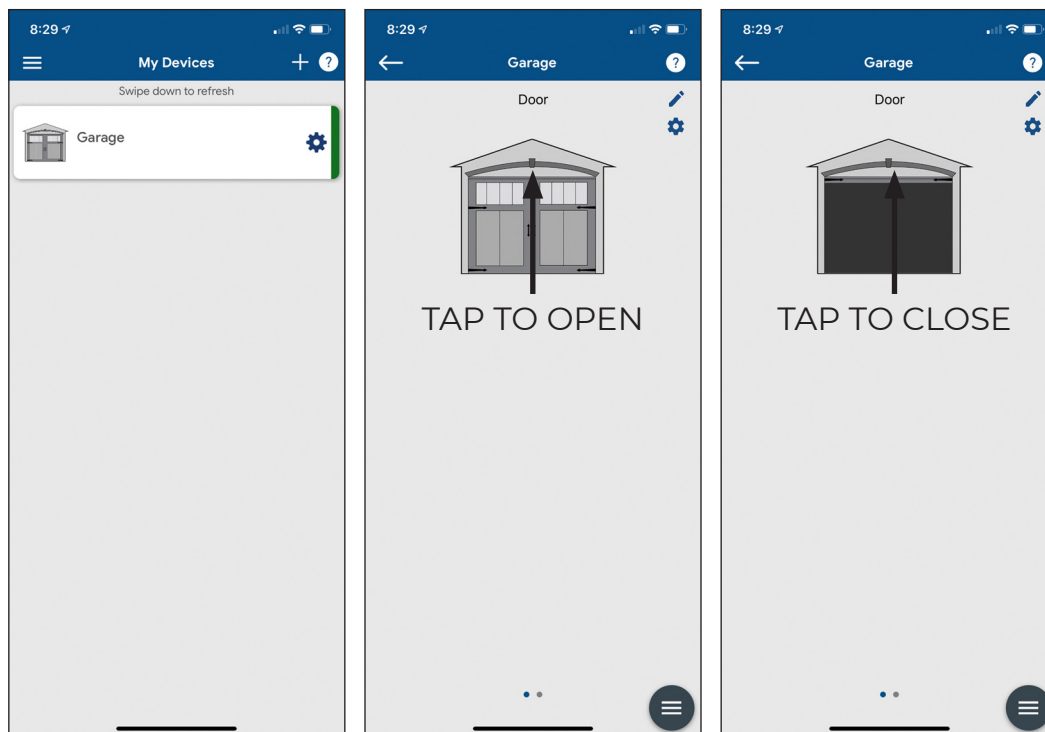 8:29
My Devices
?
Swipe down to refresh
Garage
8:29
Garage
?
Door
TAP TO OPEN
8:29
Garage
?
Door
TAP TO CLOSE